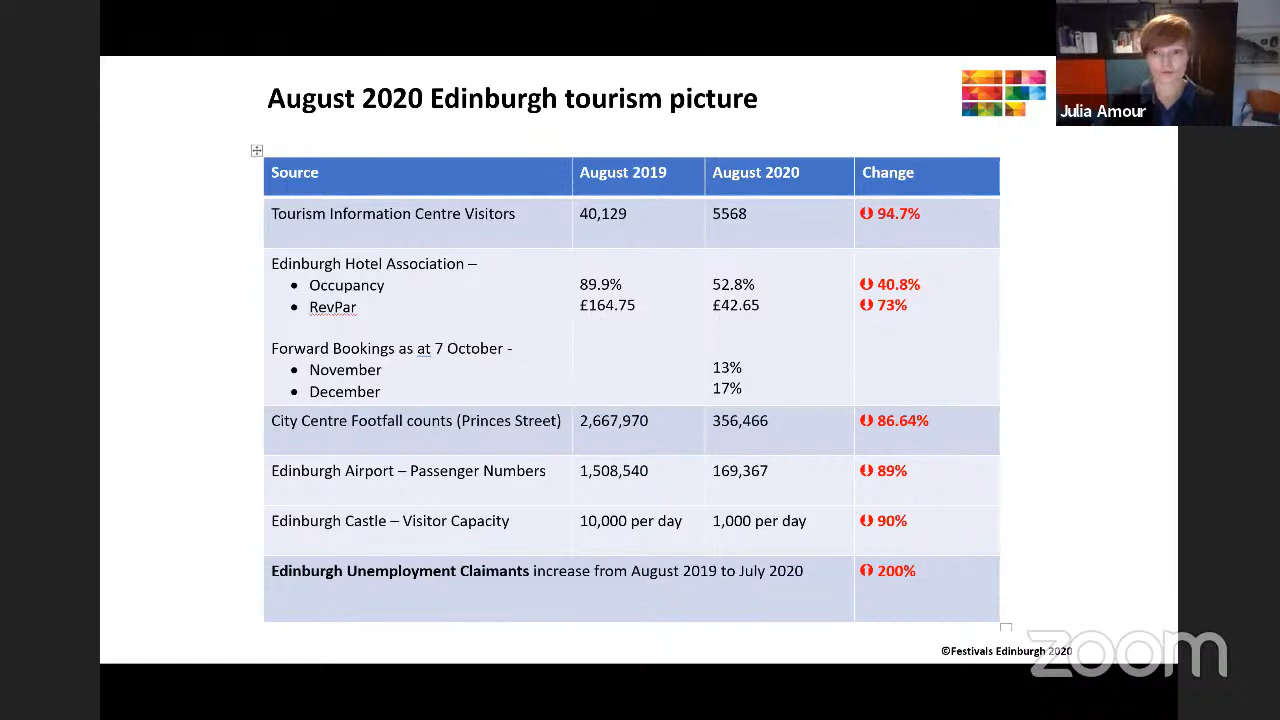 August 2020 Edinburgh tourism picture
Julia Amour
Source August 2019 August 2020 Change
Tourism Information Centre Visitors 40,129 5568 94.7%
Edinburgh Hotel Association –
• Occupancy 89.9% 52.8% 40.8%
• RevPar £164.75 £42.65 73%
Forward Bookings as at 7 October -
• November 13%
• December 17%
City Centre Footfall counts (Princes Street) 2,667,970 356,466 86.64%
Edinburgh Airport – Passenger Numbers 1,508,540 169,367 89%
Edinburgh Castle – Visitor Capacity 10,000 per day 1,000 per day 90%
Edinburgh Unemployment Claimants increase from August 2019 to July 2020 200%
©Festivals Edinburgh 2020
zoom